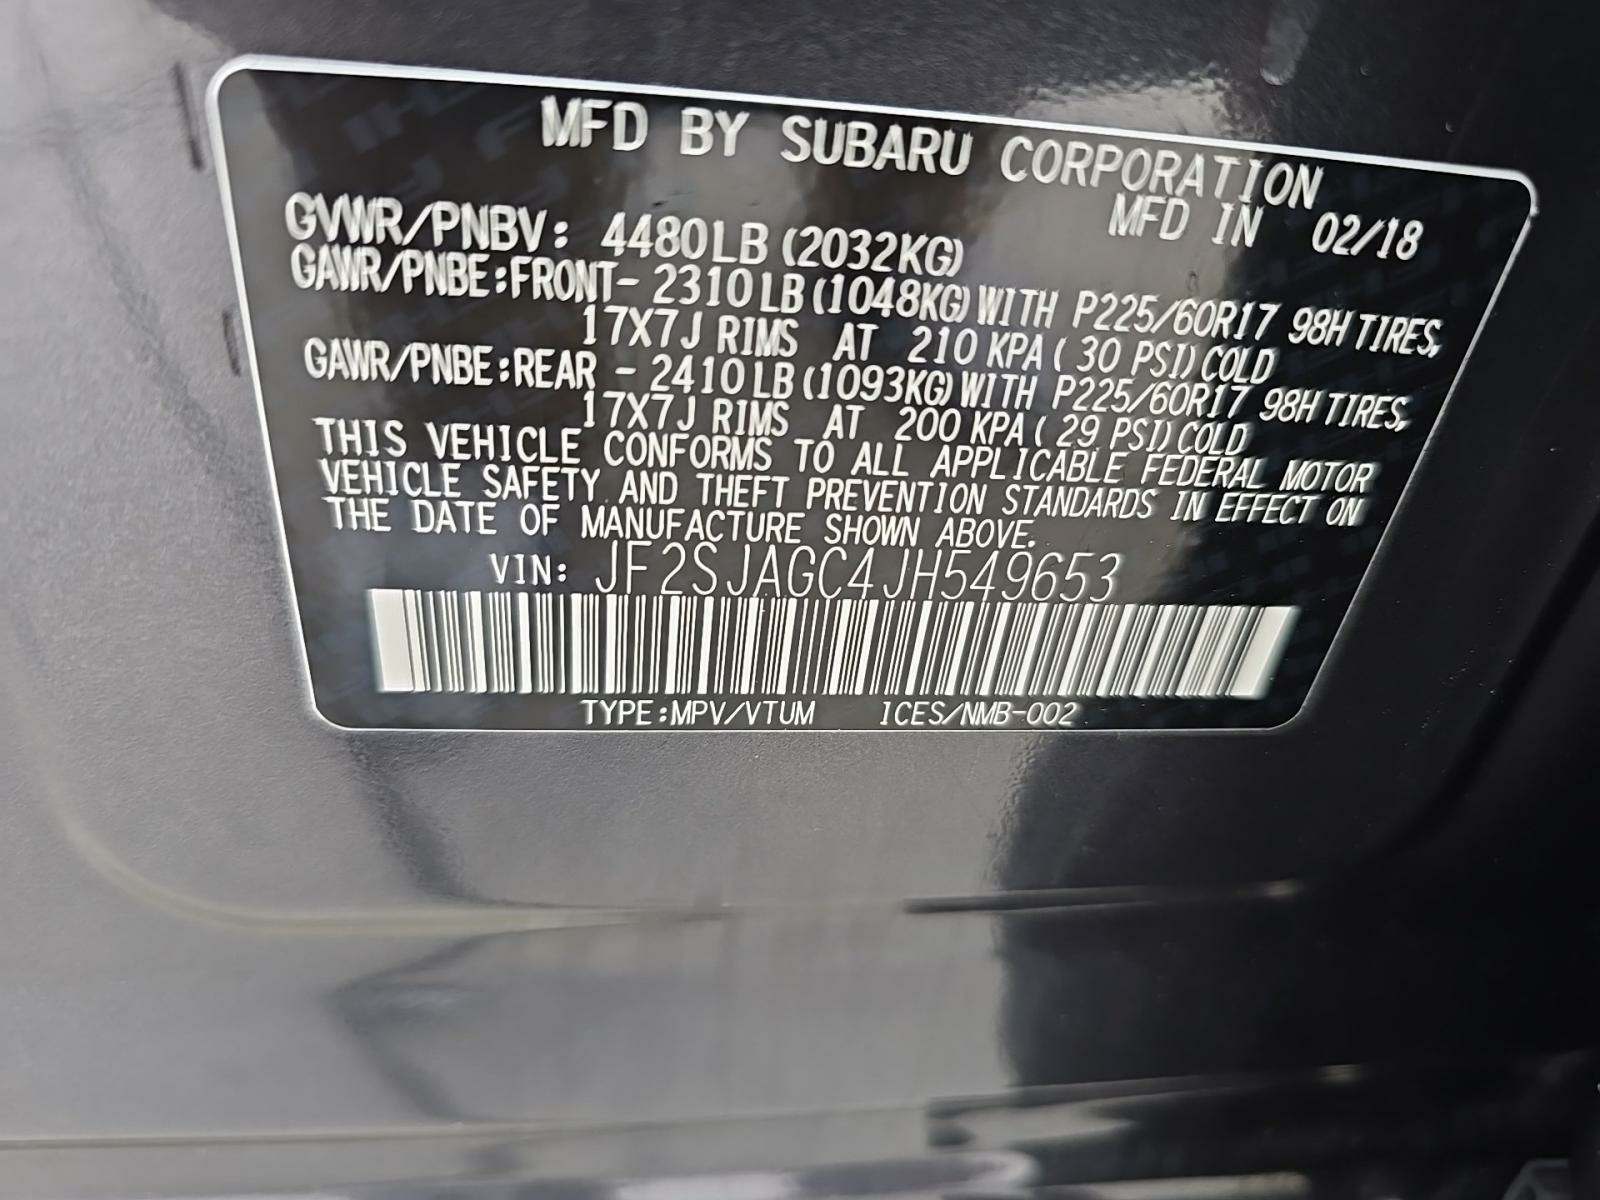 MFD BY SUBARU CORPORATION
MFD IN 02/18
GVWR/PNBV: 4480LB (2032KG)
GAWR/PNBE:FRONT- 2310LB(1048KG)WITH P225/60R17 98H TIRES,
17X7J RIMS AT 210 KPA( 30 PSI)COLD
GAWR/PNBE:REAR - 2410LB(1093KG)WITH P225/60R17 98H TIRES,
17X7J RIMS AT 200 KPA( 29 PSI)COLD
THIS VEHICLE CONFORMS TO ALL APPLICABLE FEDERAL MOTOR
VEHICLE SAFETY AND THEFT PREVENTION STANDARDS IN EFFECT ON
THE DATE OF MANUFACTURE SHOWN ABOVE.
VIN: JF2SJAGC4JH549653
TYPE:MPV/VTUM ICES/NMB-002